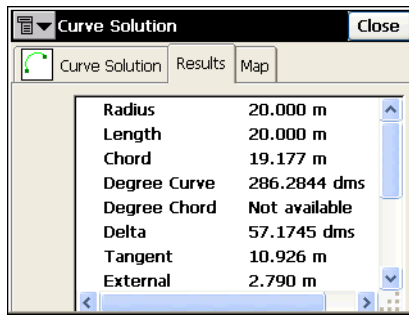 Curve Solution Close
Curve Solution Results Map
Radius 20.000 m
Length 20.000 m
Chord 19.177 m
Degree Curve 286.2844 dms
Degree Chord Not available
Delta 57.1745 dms
Tangent 10.926 m
External 2.790 m